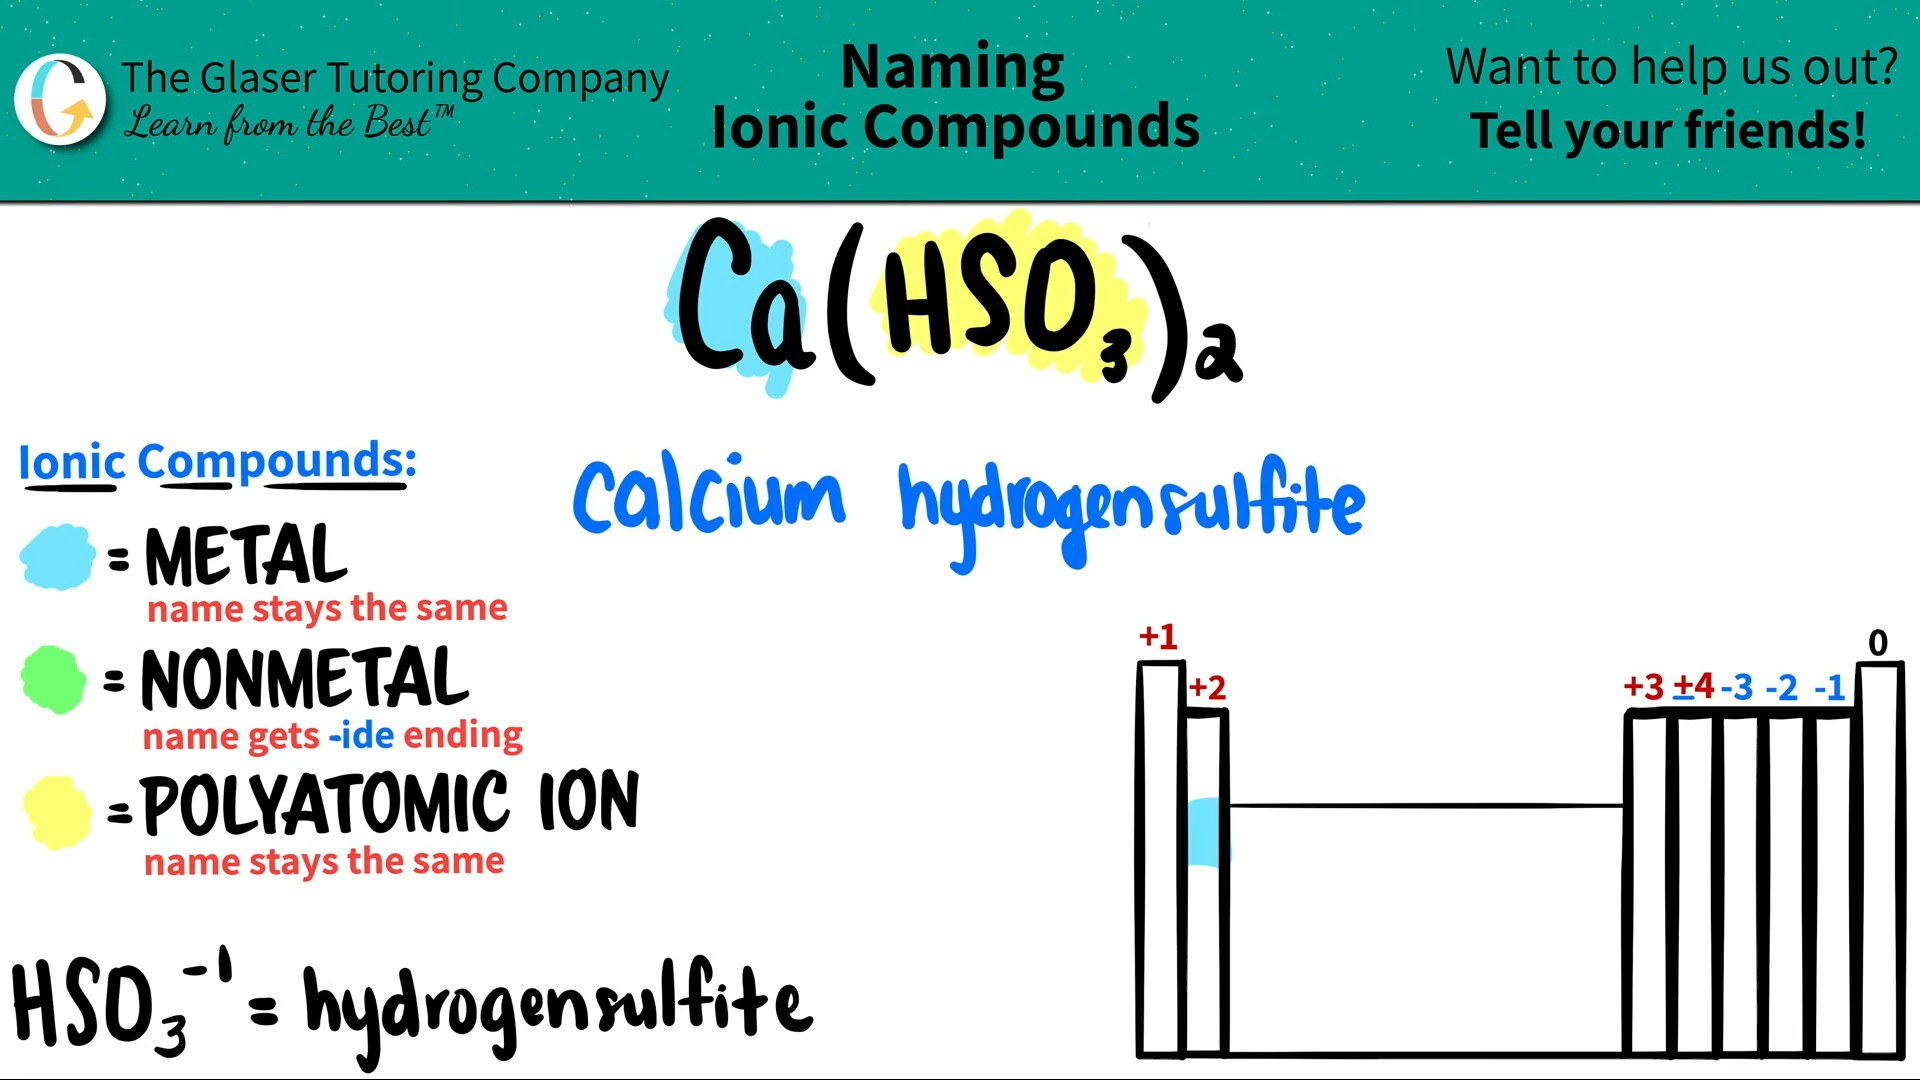 The Glaser Tutoring Company
Learn from the Best™
Naming
Ionic Compounds
Want to help us out?
Tell your friends!
Ca(HSO₃)₂
Calcium hydrogensulfite
Ionic Compounds:
= METAL
name stays the same
= NONMETAL
name gets -ide ending
= POLYATOMIC ION
name stays the same
HSO₃⁻¹ = hydrogensulfite
+1
+2
+3 ±4 -3 -2 -1
0